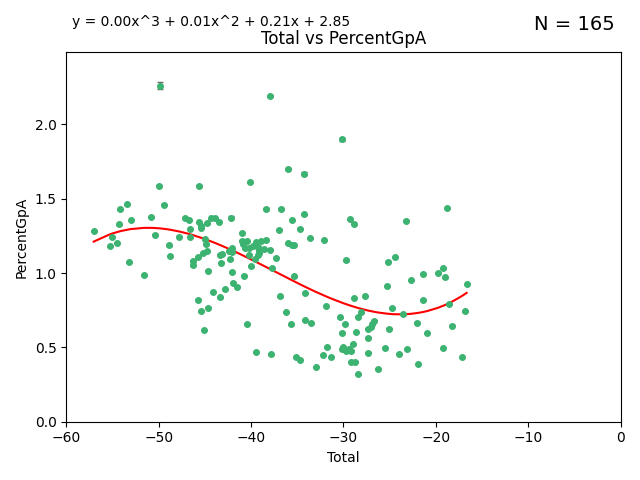 y = 0.00x^3 + 0.01x^2 + 0.21x + 2.85
N = 165
Total vs PercentGpA
PercentGpA
2.0
1.5
1.0
0.5
0.0
−60 −50 −40 −30 −20 −10 0
Total